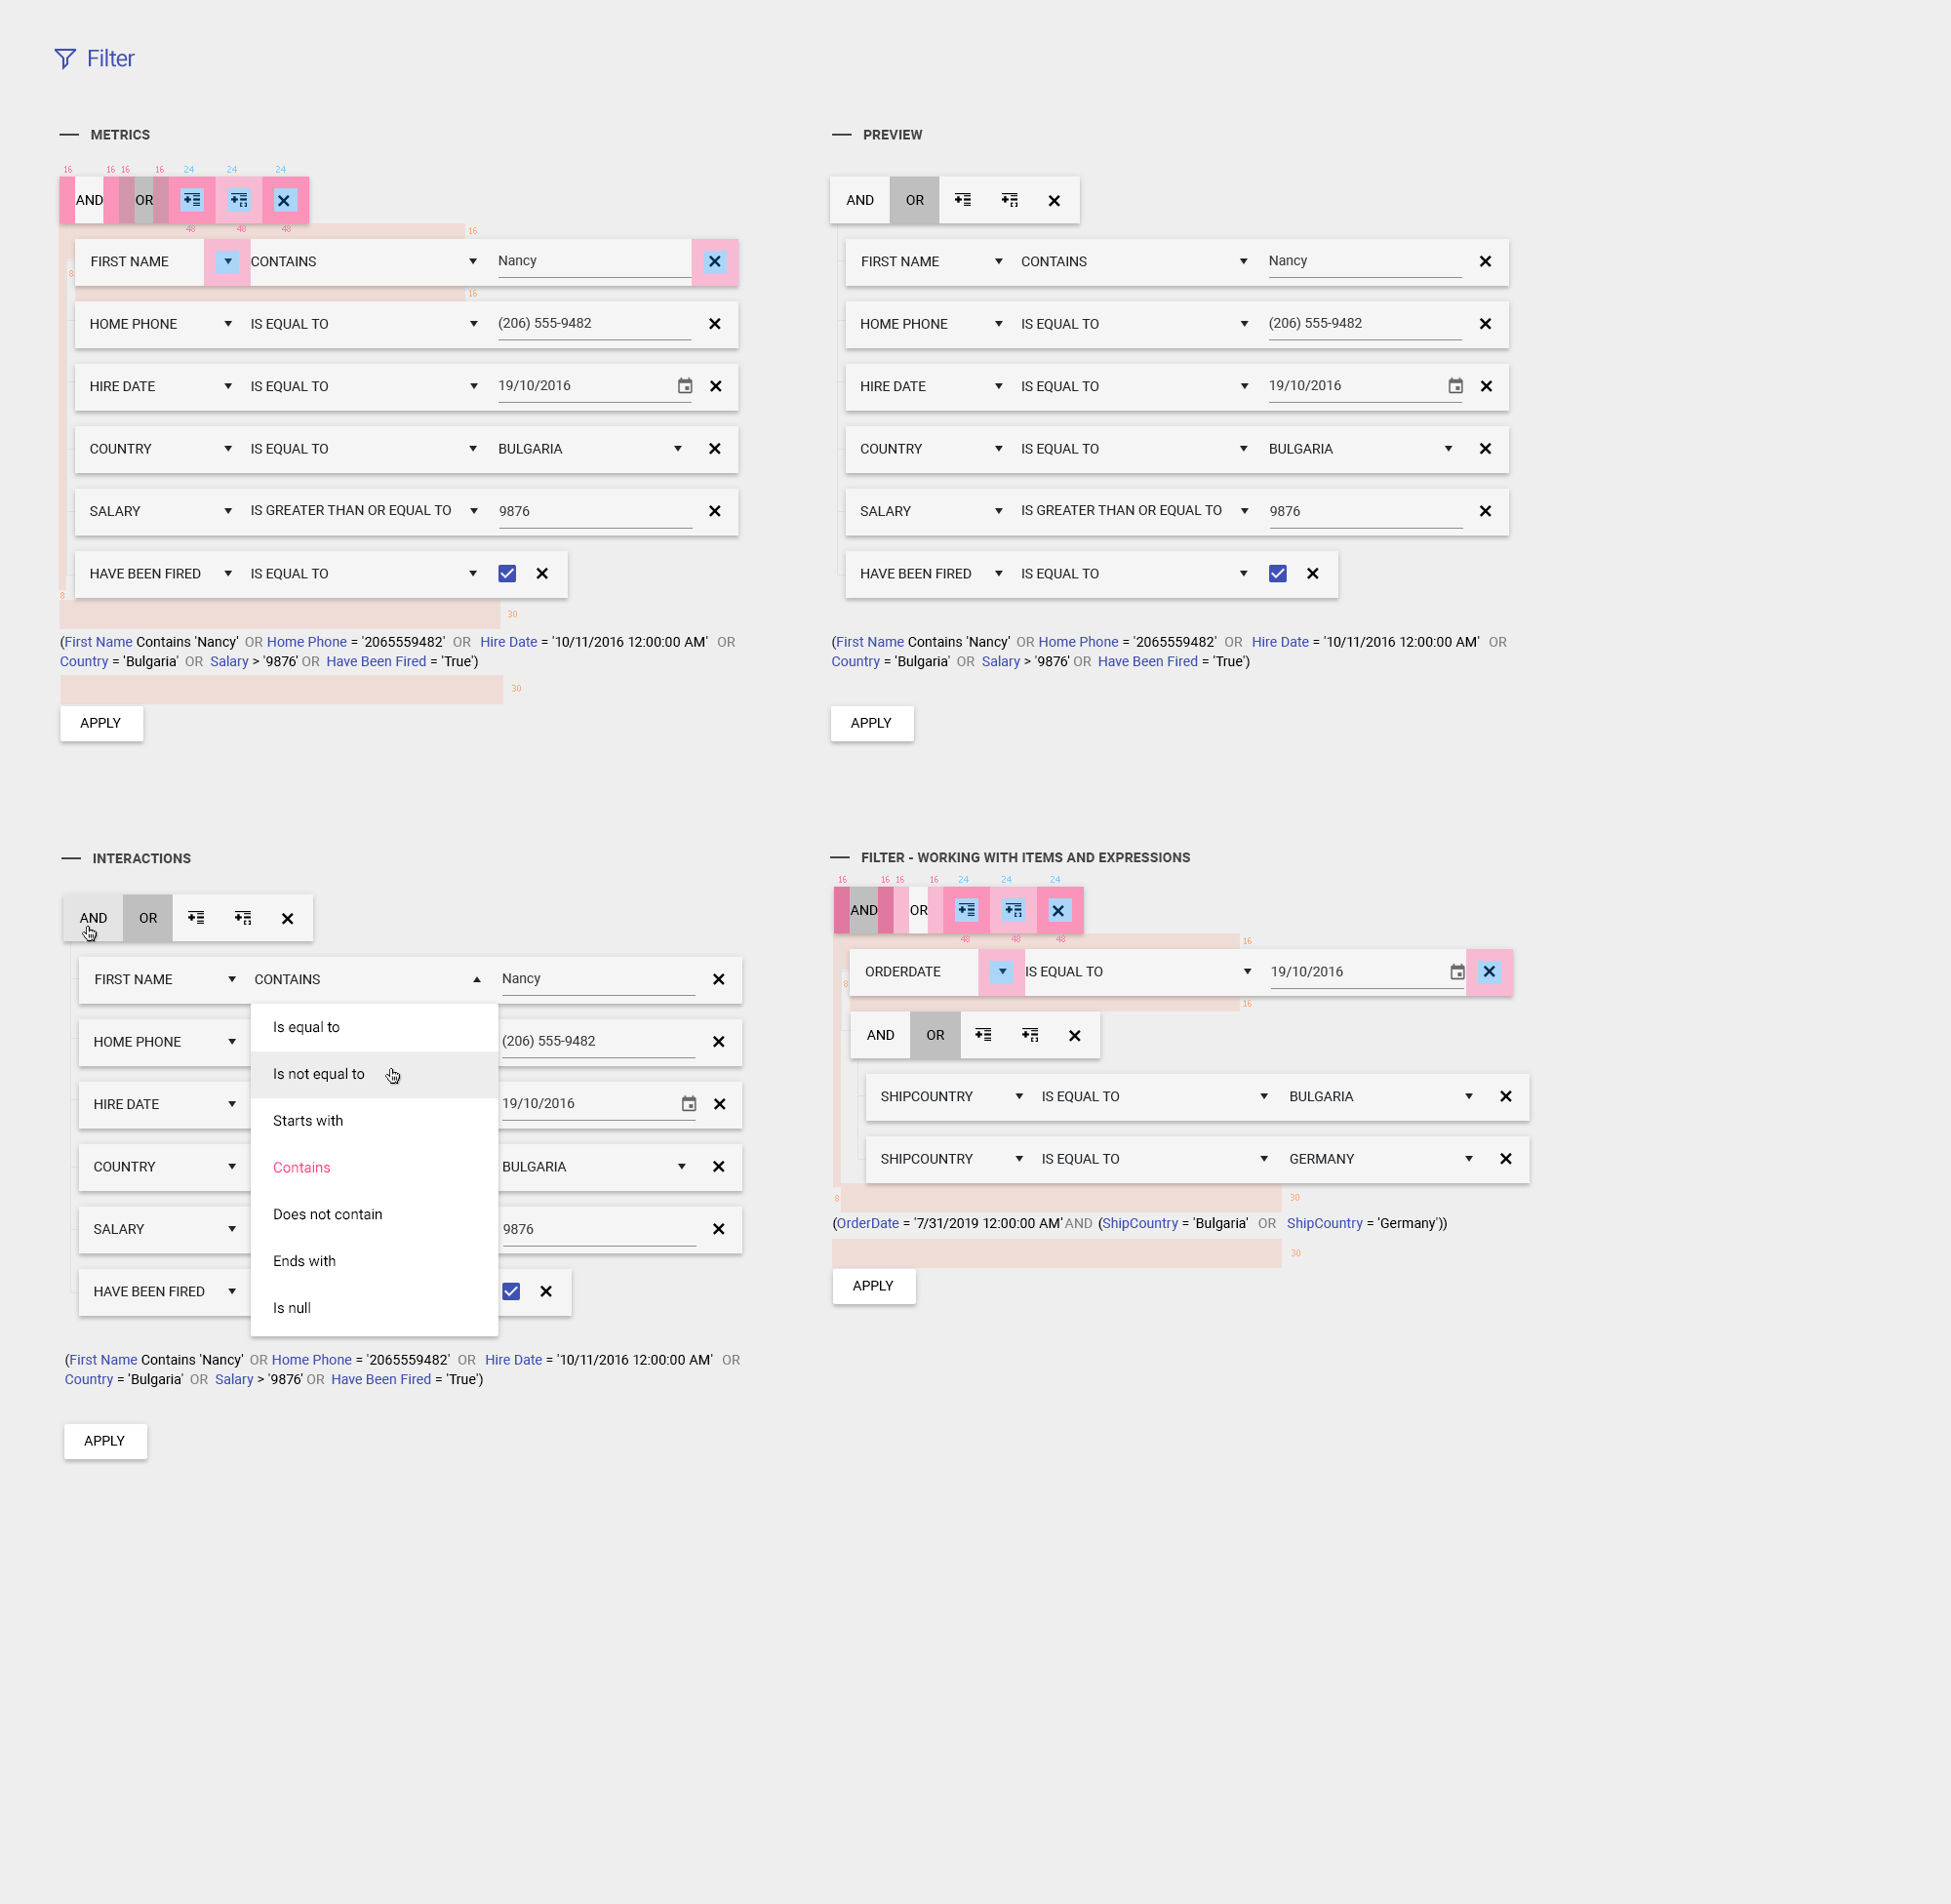 Filter
METRICS
16 16 16 16 24 24 24
AND OR
48 48 48
16
FIRST NAME CONTAINS Nancy
8
16
HOME PHONE IS EQUAL TO (206) 555-9482
HIRE DATE IS EQUAL TO 19/10/2016
COUNTRY IS EQUAL TO BULGARIA
SALARY IS GREATER THAN OR EQUAL TO 9876
HAVE BEEN FIRED IS EQUAL TO
8
30
(First Name Contains 'Nancy' OR Home Phone = '2065559482' OR Hire Date = '10/11/2016 12:00:00 AM' OR
Country = 'Bulgaria' OR Salary > '9876' OR Have Been Fired = 'True')
30
APPLY
PREVIEW
AND OR
FIRST NAME CONTAINS Nancy
HOME PHONE IS EQUAL TO (206) 555-9482
HIRE DATE IS EQUAL TO 19/10/2016
COUNTRY IS EQUAL TO BULGARIA
SALARY IS GREATER THAN OR EQUAL TO 9876
HAVE BEEN FIRED IS EQUAL TO
(First Name Contains 'Nancy' OR Home Phone = '2065559482' OR Hire Date = '10/11/2016 12:00:00 AM' OR
Country = 'Bulgaria' OR Salary > '9876' OR Have Been Fired = 'True')
APPLY
INTERACTIONS
AND OR
FIRST NAME CONTAINS Nancy
Is equal to
HOME PHONE (206) 555-9482
Is not equal to
HIRE DATE 19/10/2016
Starts with
COUNTRY Contains BULGARIA
Does not contain
SALARY 9876
Ends with
HAVE BEEN FIRED
Is null
(First Name Contains 'Nancy' OR Home Phone = '2065559482' OR Hire Date = '10/11/2016 12:00:00 AM' OR
Country = 'Bulgaria' OR Salary > '9876' OR Have Been Fired = 'True')
APPLY
FILTER - WORKING WITH ITEMS AND EXPRESSIONS
16 16 16 16 24 24 24
AND OR
48 48 48
16
ORDERDATE IS EQUAL TO 19/10/2016
8
16
AND OR
SHIPCOUNTRY IS EQUAL TO BULGARIA
SHIPCOUNTRY IS EQUAL TO GERMANY
8 30
(OrderDate = '7/31/2019 12:00:00 AM' AND (ShipCountry = 'Bulgaria' OR ShipCountry = 'Germany'))
30
APPLY